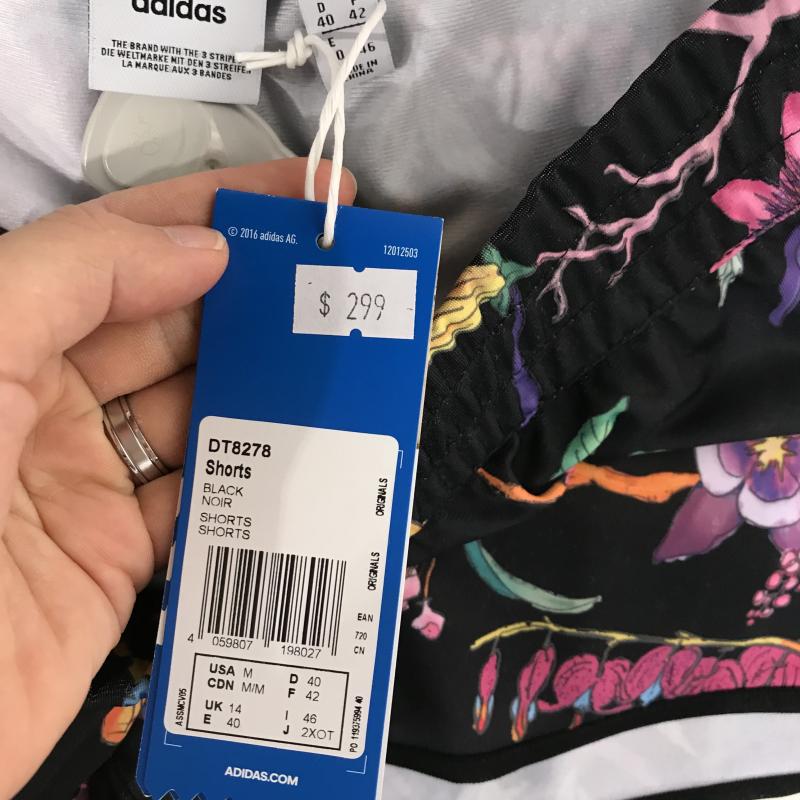 adidas
THE BRAND WITH THE 3 STRIPES
DIE WELTMARKE MIT DEN 3 STREIFEN
LA MARQUE AUX 3 BANDES
D
40 42
E
46
© 2016 adidas AG.
12012503
$ 299
DT8278
Shorts
BLACK
NOIR
SHORTS
SHORTS
ORIGINALS
ORIGINALS
EAN
720
CN
4 059807 198027
USA M D 40
CDN M/M F 42
UK 14 I 46
E 40 J 2XOT
ASSMCV05
ADIDAS.COM